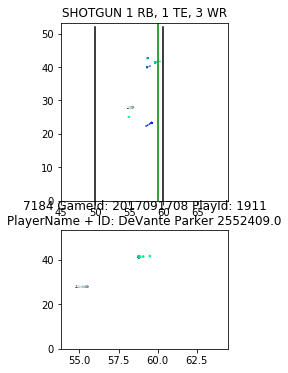 SHOTGUN 1 RB, 1 TE, 3 WR
50
40
30
20
10
0
45 50 55 60 65
7184 GameId: 2017091708 PlayId: 1911
PlayerName + ID: DeVante Parker 2552409.0
40
20
0
55.0 57.5 60.0 62.5